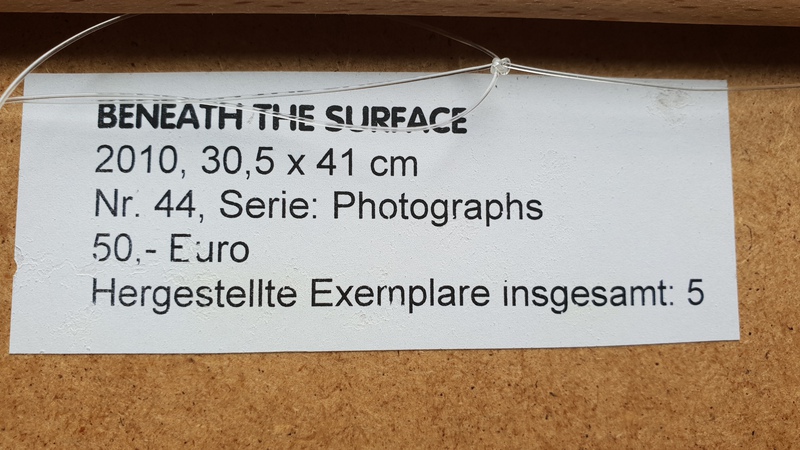 BENEATH THE SURFACE
2010, 30,5 x 41 cm
Nr. 44, Serie: Photographs
50,- Euro
Hergestellte Exemplare insgesamt: 5